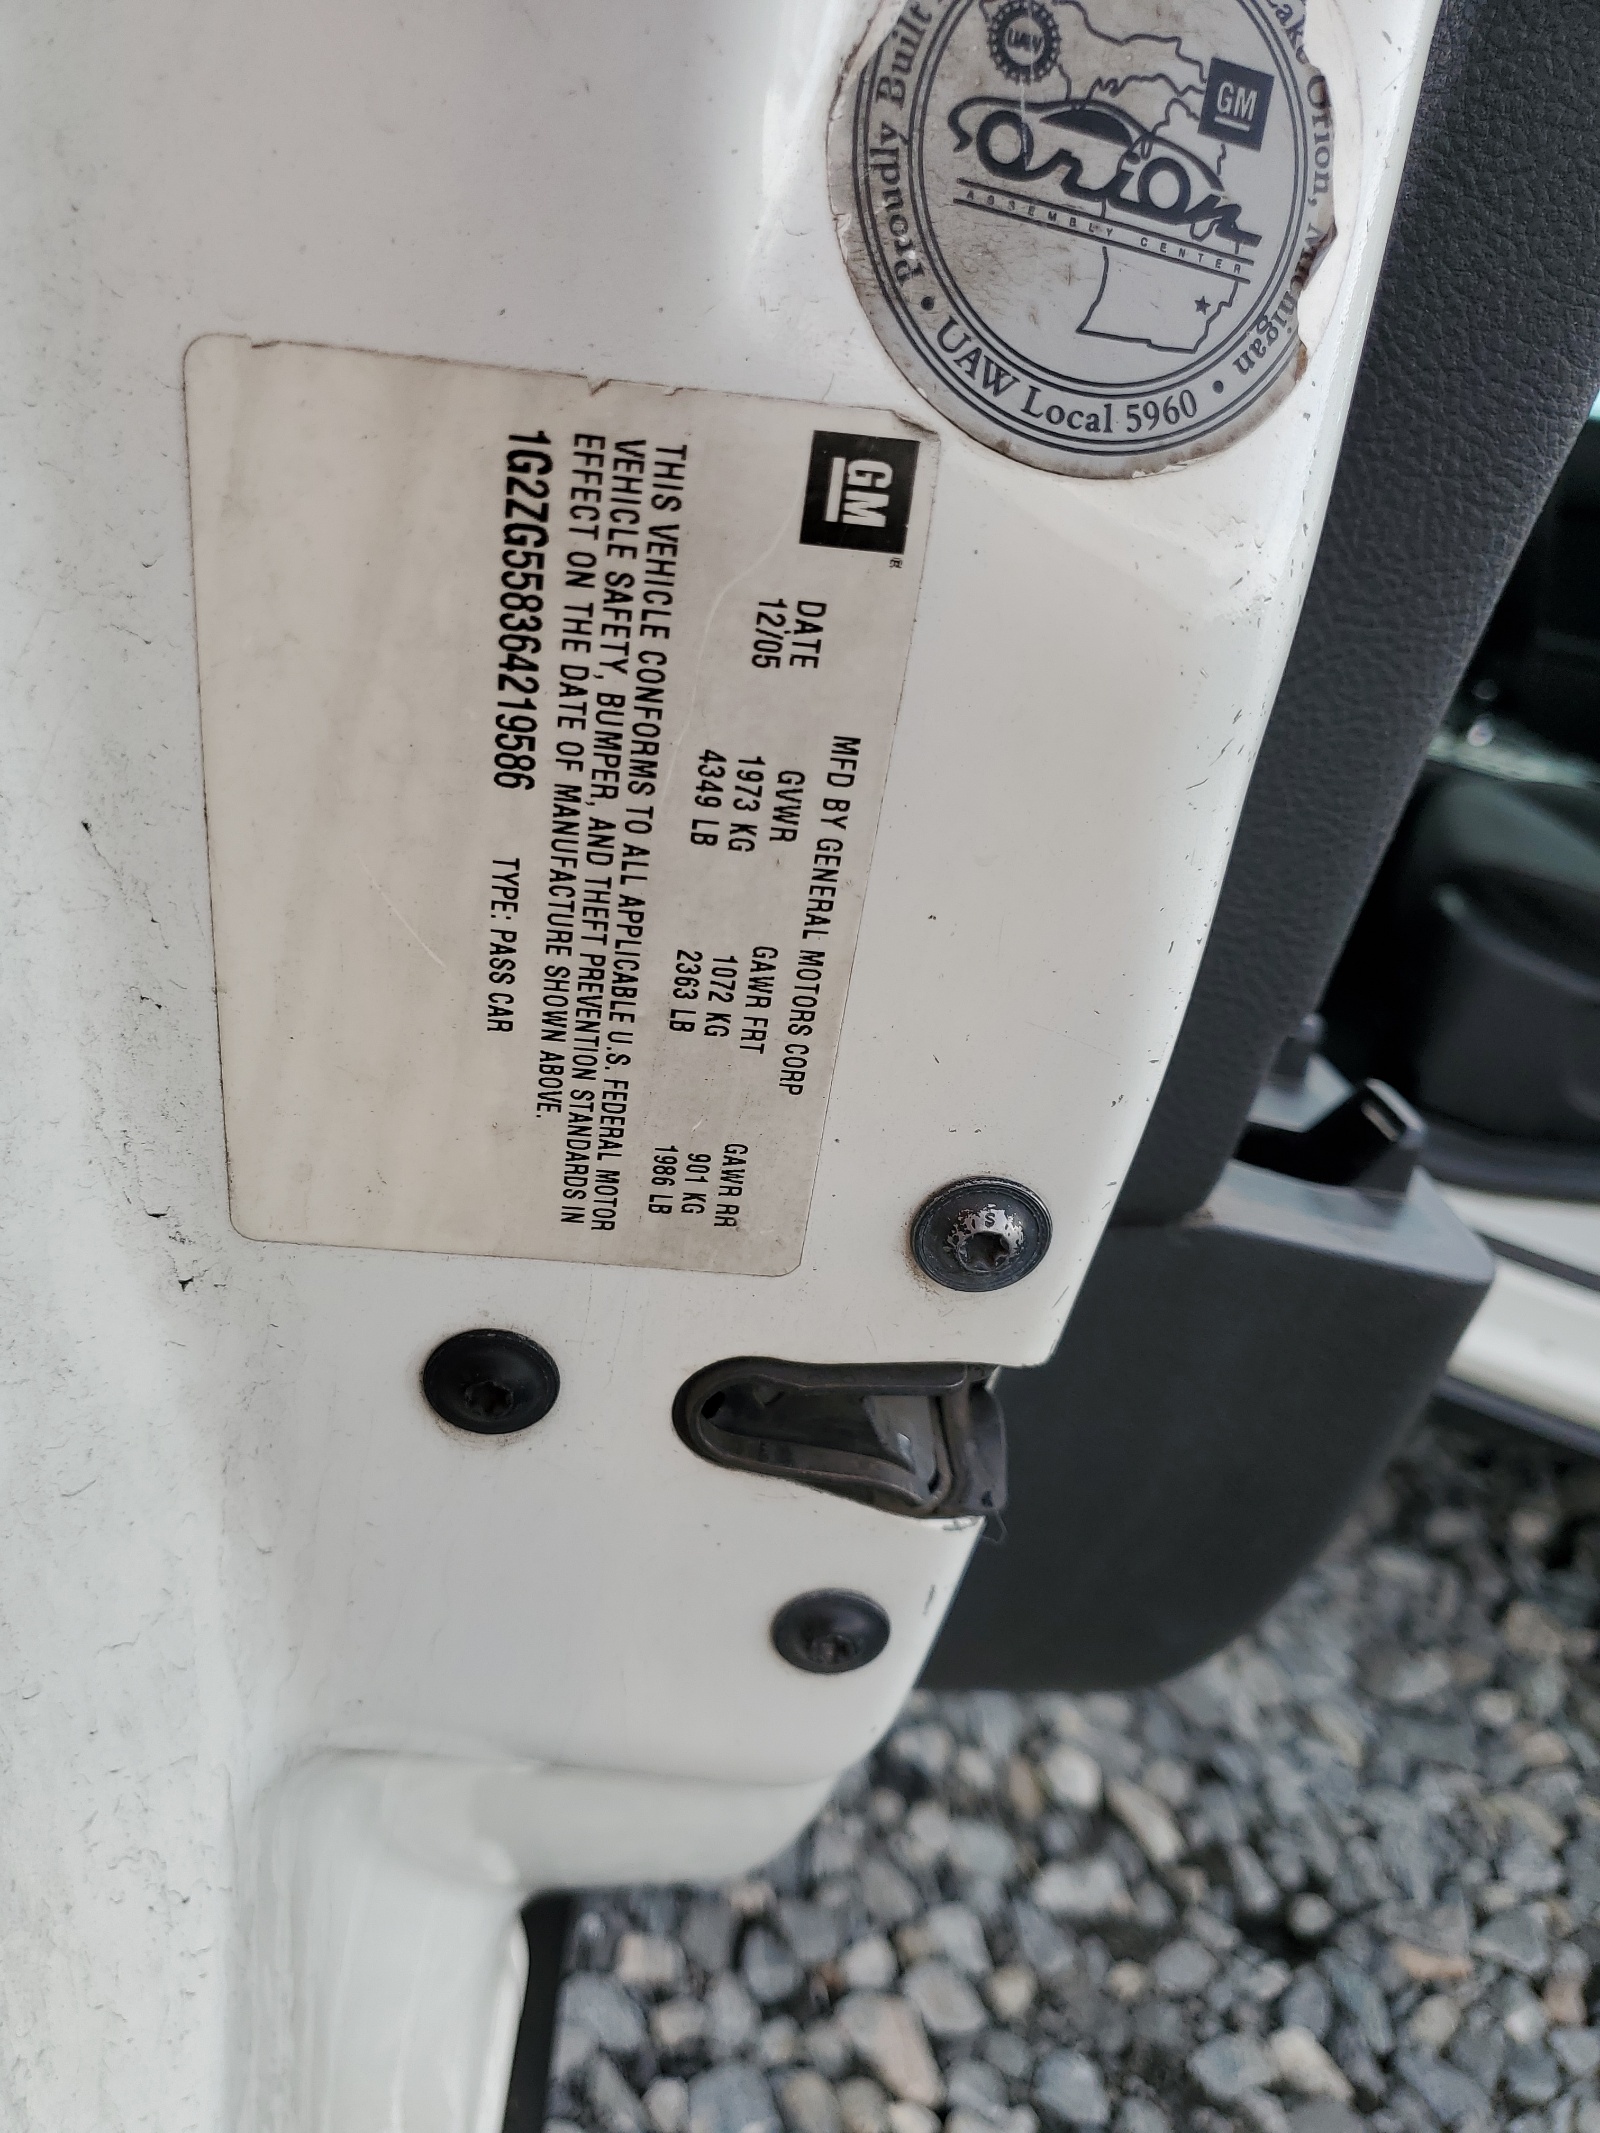 Proudly Built
Lake Orion, Michigan
UAW
GM
Orion
ASSEMBLY CENTER
• UAW Local 5960 •
GM®
MFD BY GENERAL MOTORS CORP
DATE GVWR GAWR FRT GAWR RR
12/05 1973 KG 1072 KG 901 KG
4349 LB 2363 LB 1986 LB
THIS VEHICLE CONFORMS TO ALL APPLICABLE U.S. FEDERAL MOTOR
VEHICLE SAFETY, BUMPER, AND THEFT PREVENTION STANDARDS IN
EFFECT ON THE DATE OF MANUFACTURE SHOWN ABOVE.
1G2ZG558364219586 TYPE: PASS CAR
S